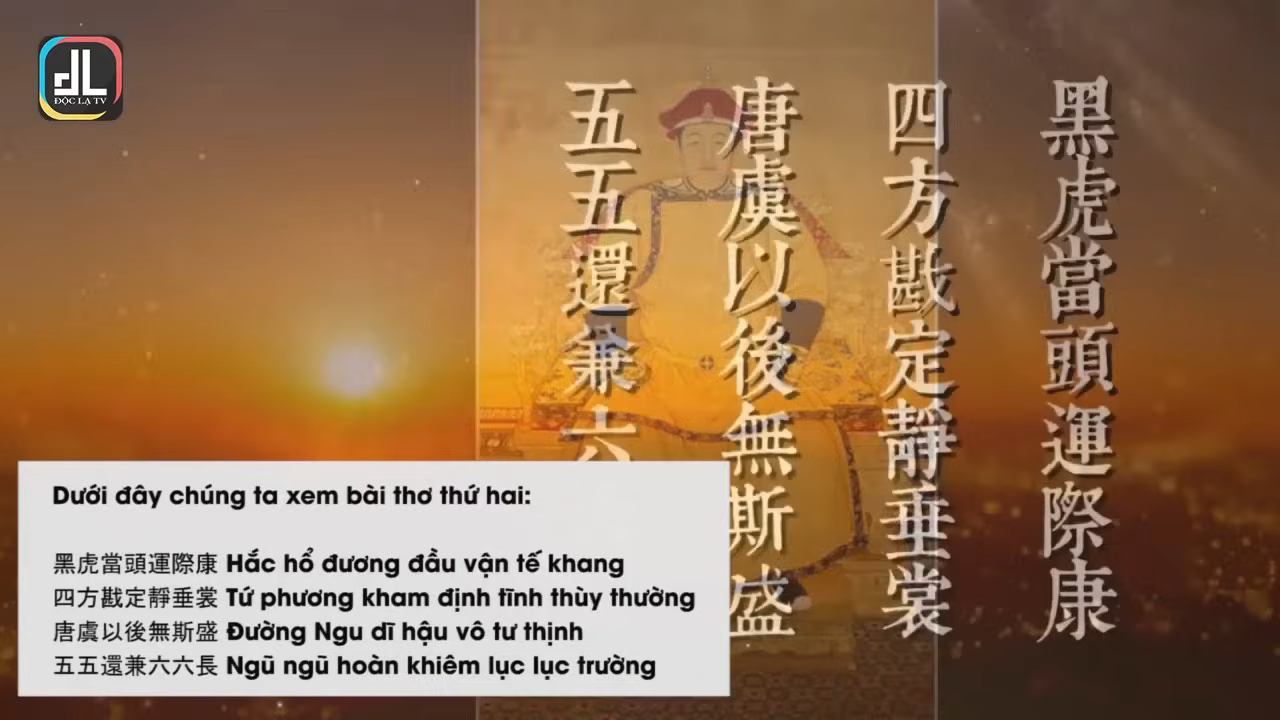 ĐỘC LẠ TV
黑虎當頭運際康
四方戡定靜垂裳
唐虞以後無斯盛
五五還兼六
Dưới đây chúng ta xem bài thơ thứ hai:
黑虎當頭運際康 Hắc hổ đương đầu vận tế khang
四方戡定靜垂裳 Tứ phương kham định tĩnh thùy thường
唐虞以後無斯盛 Đường Ngu dĩ hậu vô tư thịnh
五五還兼六六長 Ngũ ngũ hoàn khiêm lục lục trường